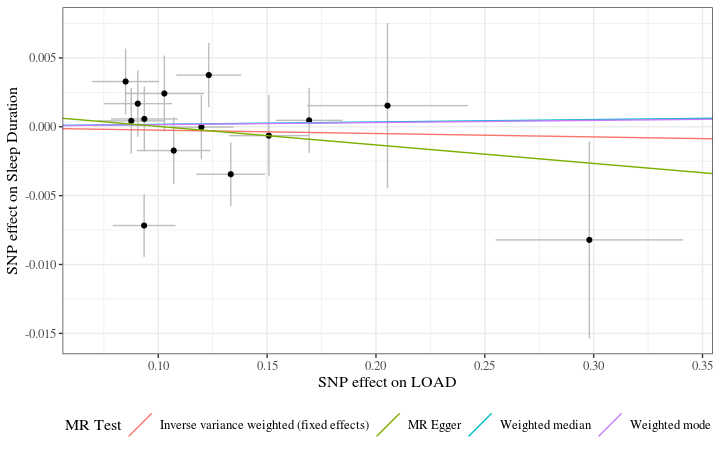 0.005
0.000
-0.005
-0.010
-0.015
SNP effect on Sleep Duration
0.10 0.15 0.20 0.25 0.30 0.35
SNP effect on LOAD
MR Test Inverse variance weighted (fixed effects) MR Egger Weighted median Weighted mode